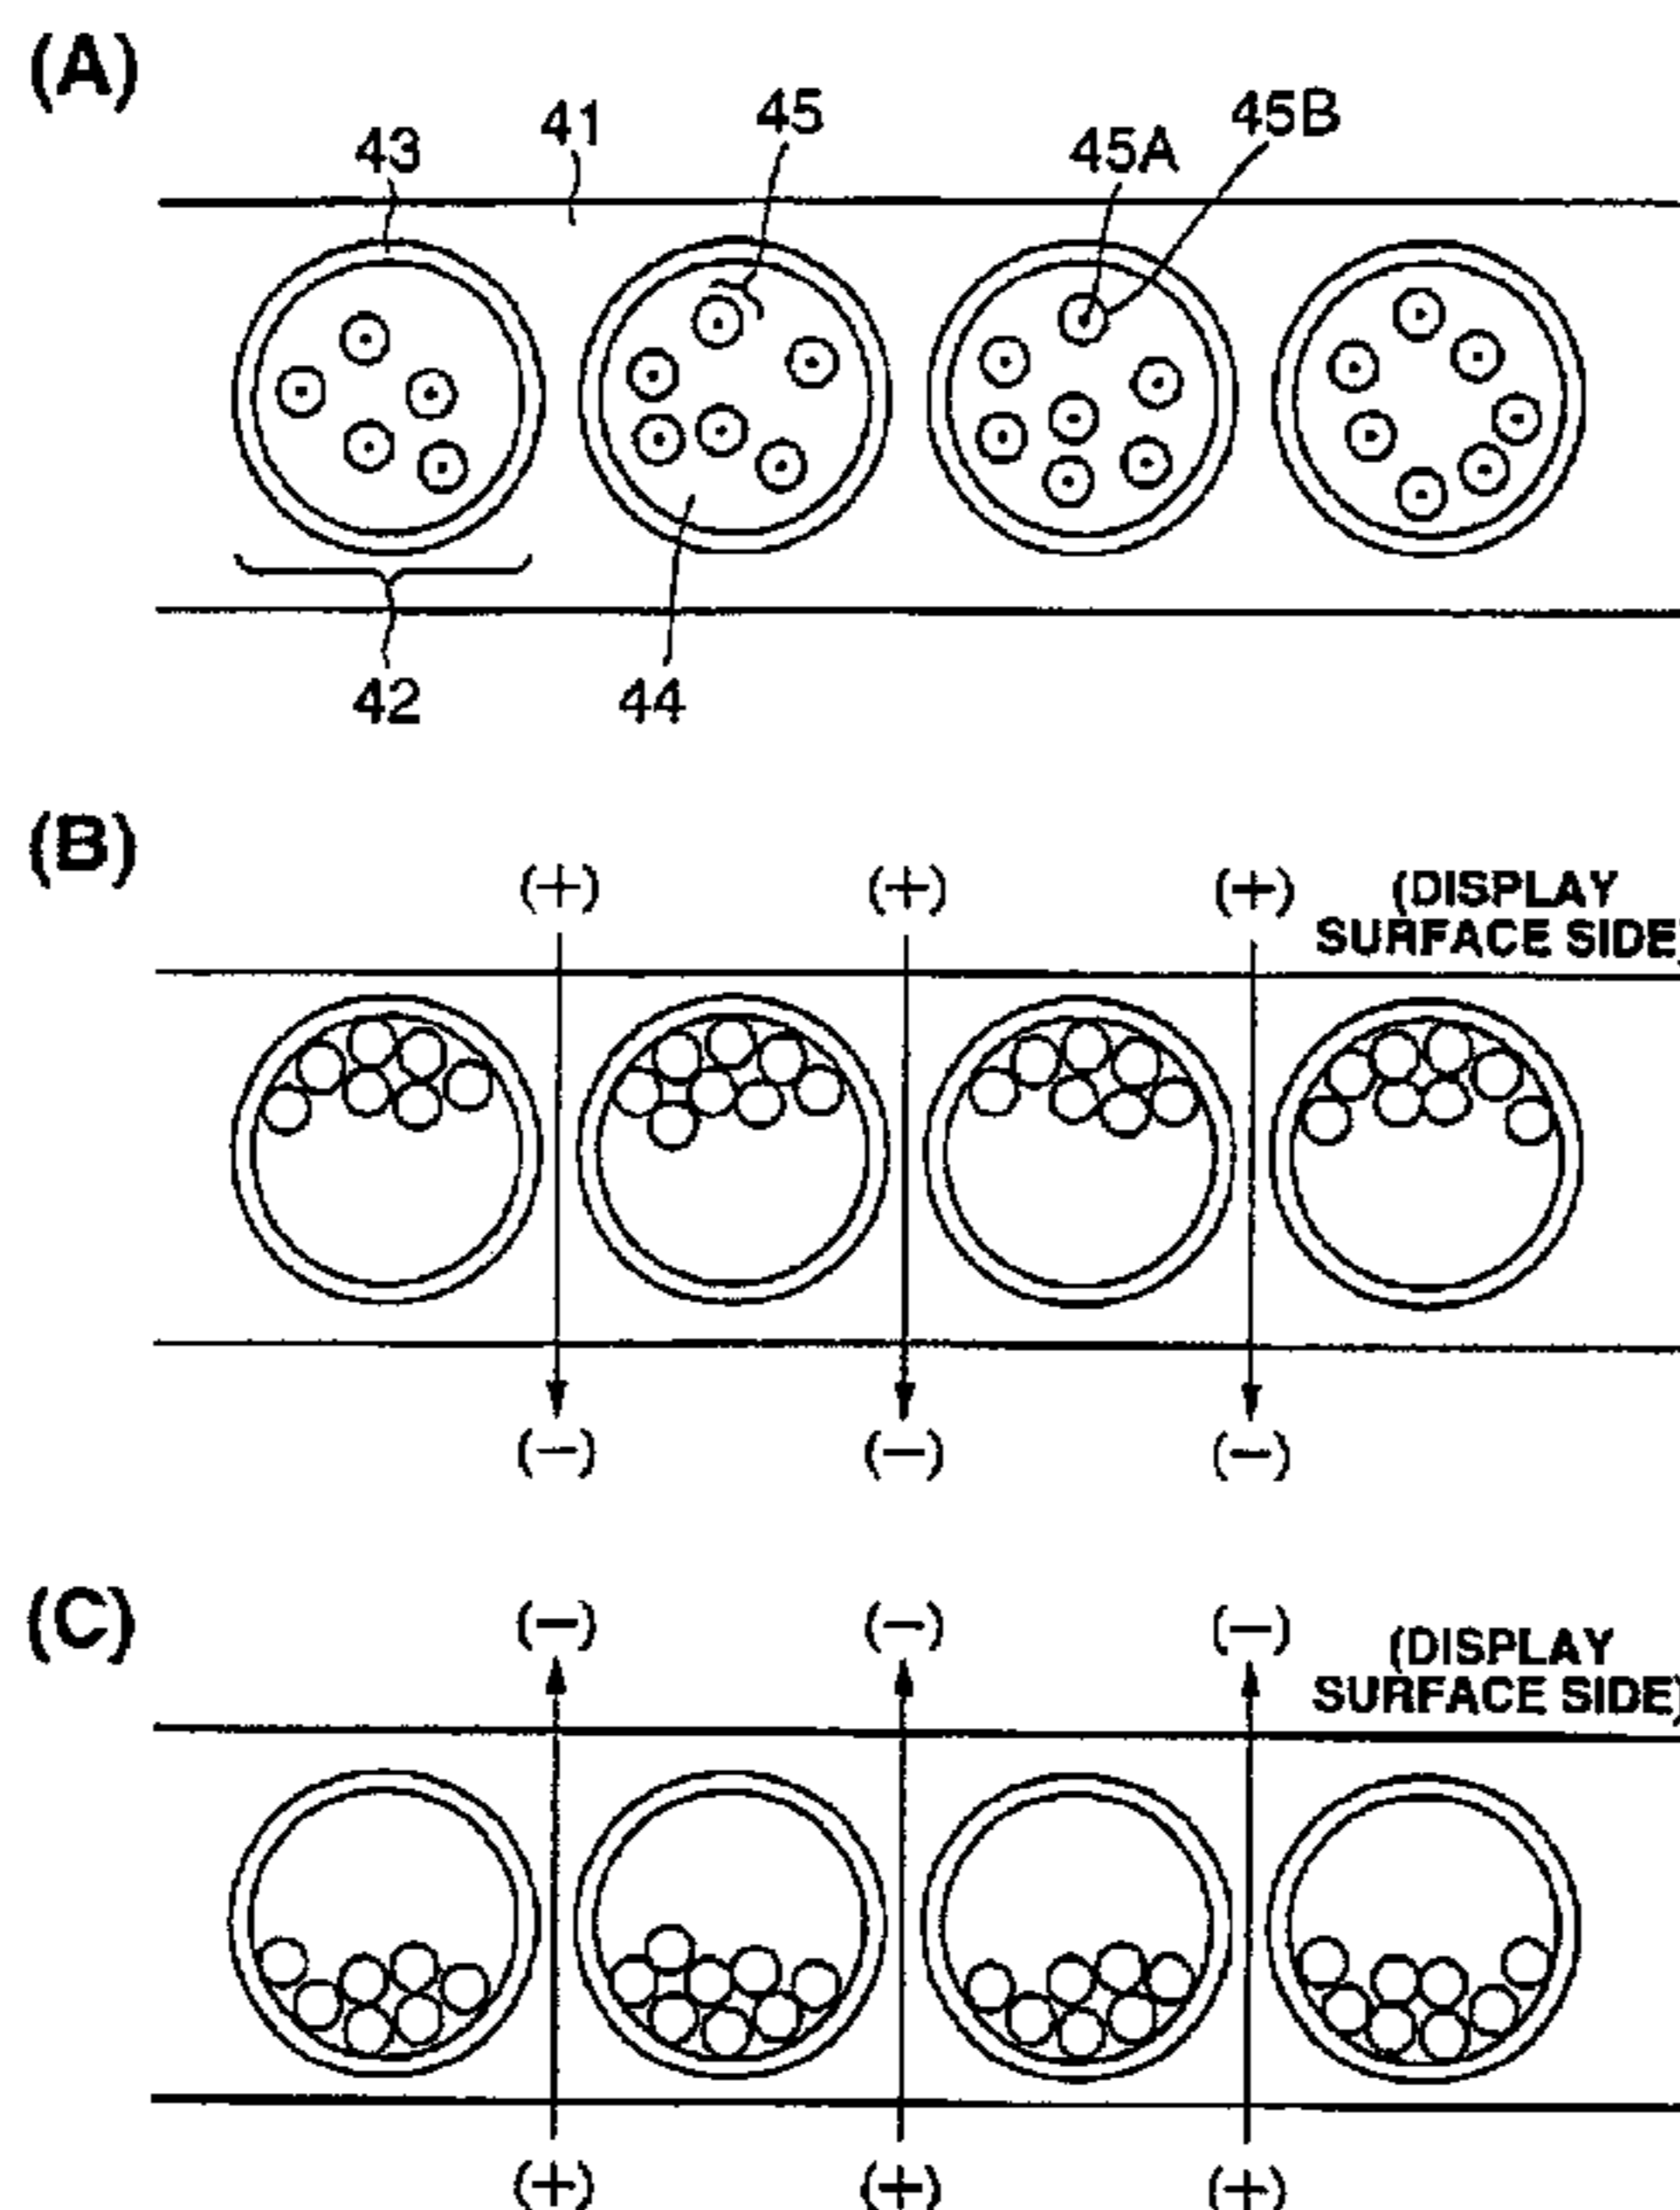 (A)
43 41 45 45A 45B
42 44
(B)
(+) (+) (+) (DISPLAY
SURFACE SIDE)
(−) (−) (−)
(C)
(−) (−) (−) (DISPLAY
SURFACE SIDE)
(+) (+) (+)